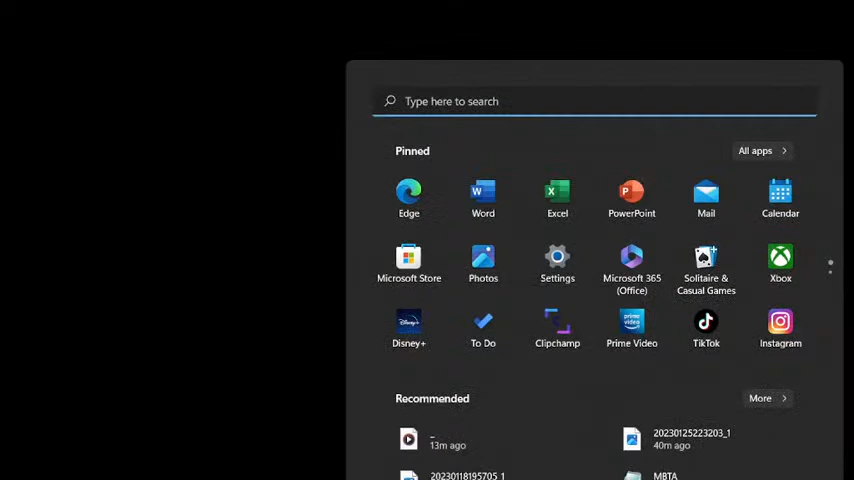 Type here to search
Pinned
All apps
Edge
Word
Excel
PowerPoint
Mail
Calendar
Microsoft Store
Photos
Settings
Microsoft 365
(Office)
Solitaire &
Casual Games
Xbox
Disney+
To Do
Clipchamp
prime
video
Prime Video
TikTok
Instagram
Recommended
More
_
13m ago
20230125223203_1
40m ago
20230118195705_1
MBTA